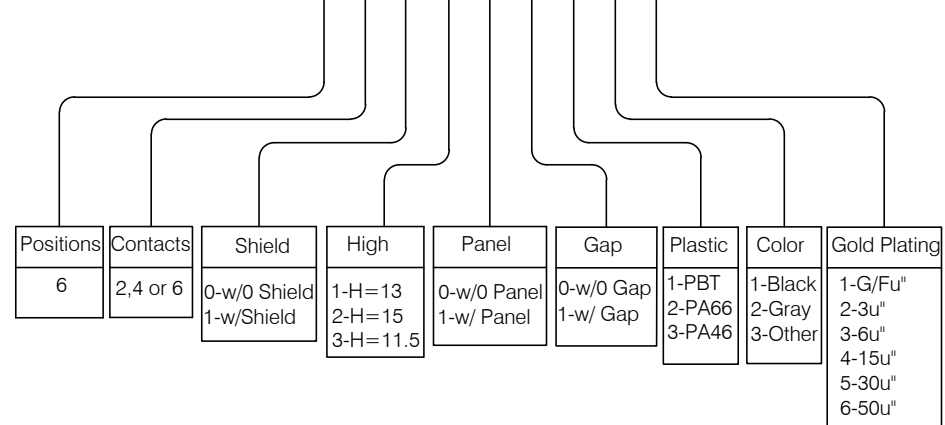 Positions
6
Contacts
2,4 or 6
Shield
0-w/0 Shield
1-w/Shield
High
1-H=13
2-H=15
3-H=11.5
Panel
0-w/0 Panel
1-w/ Panel
Gap
0-w/0 Gap
1-w/ Gap
Plastic
1-PBT
2-PA66
3-PA46
Color
1-Black
2-Gray
3-Other
Gold Plating
1-G/Fu"
2-3u"
3-6u"
4-15u"
5-30u"
6-50u"